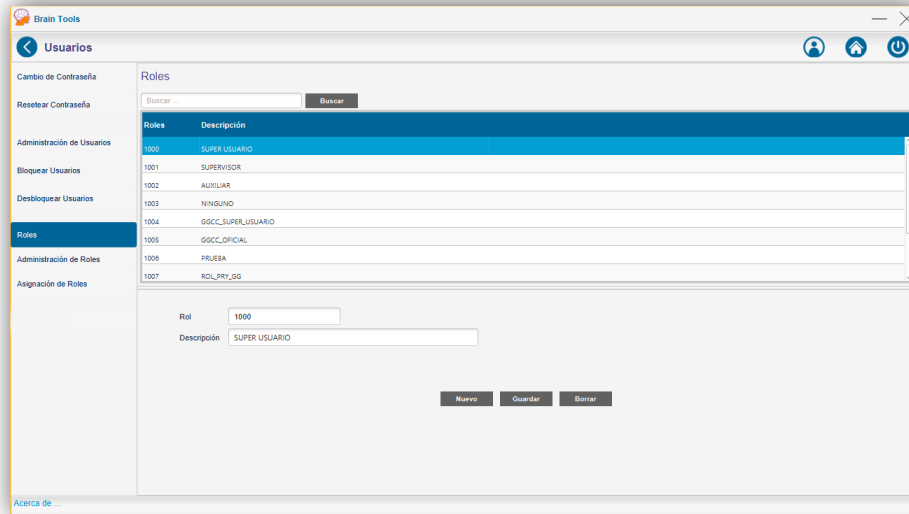 Brain Tools
Usuarios
Cambio de Contraseña
Resetear Contraseña
Administración de Usuarios
Bloquear Usuarios
Desbloquear Usuarios
Roles
Administración de Roles
Asignación de Roles
Roles
Buscar ...
Buscar
Roles Descripción
1000 SUPER USUARIO
1001 SUPERVISOR
1002 AUXILIAR
1003 NINGUNO
1004 GGCC_SUPER_USUARIO
1005 GGCC_OFICIAL
1006 PRUEBA
1007 ROL_PRY_GG
Rol 1000
Descripción SUPER USUARIO
Nuevo Guardar Borrar
Acerca de ...